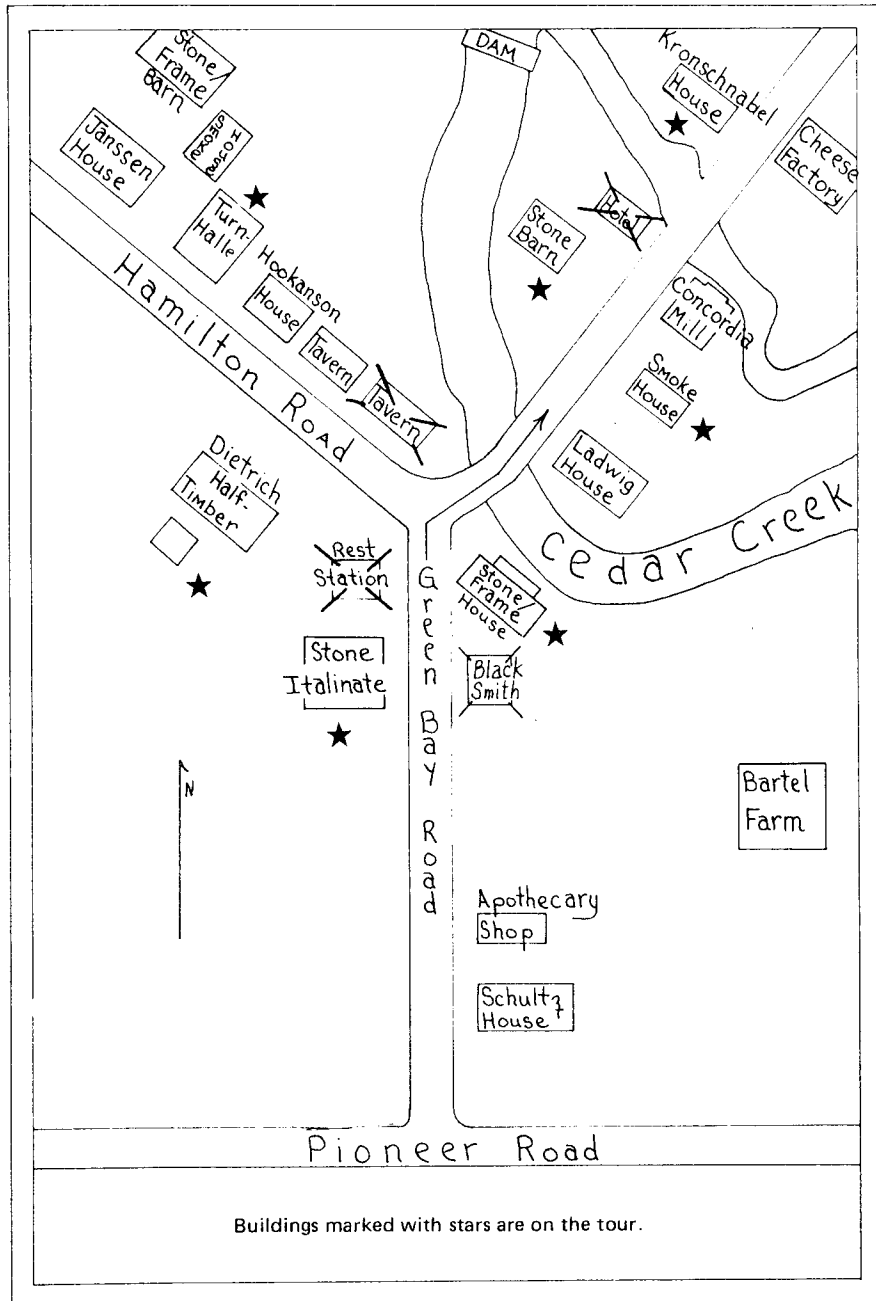 DAM
Kronschnabel
House
Stone/
Frame
Barn
SMOKE
HOUSE
Janssen
House
Cheese
Factory
Turn-
Halle
Hotel
Stone
Barn
Hookanson
House
Concordia
Mill
Tavern
Smoke
House
Tavern
Hamilton Road
Ladwig
House
Dietrich
Half-
Timber
Cedar Creek
Rest
Station
Stone/
Frame
House
Green Bay Road
Stone
Italinate
Black
Smith
N
Bartel
Farm
Apothecary
Shop
Schultz
House
Pioneer Road
Buildings marked with stars are on the tour.